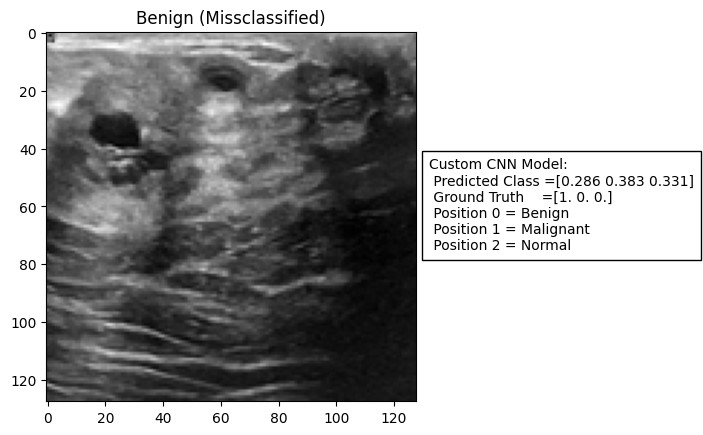 Benign (Missclassified)
0
20
40
60
80
100
120
0 20 40 60 80 100 120
Custom CNN Model:
Predicted Class =[0.286 0.383 0.331]
Ground Truth    =[1. 0. 0.]
Position 0 = Benign
Position 1 = Malignant
Position 2 = Normal